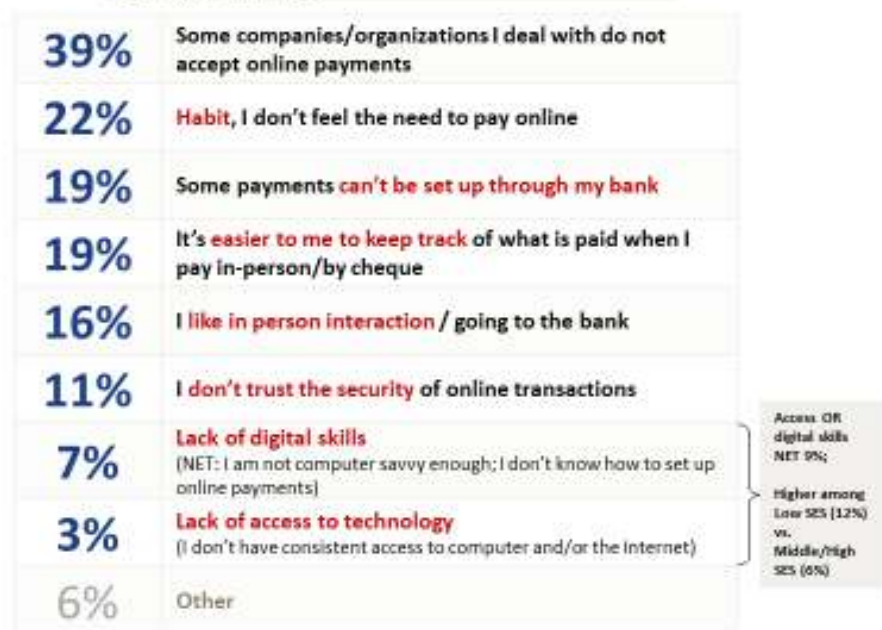 39%
Some companies/organizations I deal with do not
accept online payments
22%
Habit, I don't feel the need to pay online
19%
Some payments can't be set up through my bank
19%
It's easier to me to keep track of what is paid when I
pay in-person/by cheque
16%
I like in person interaction / going to the bank
11%
I don't trust the security of online transactions
7%
Lack of digital skills
(NET: I am not computer savvy enough; I don't know how to set up
online payments)
3%
Lack of access to technology
(I don't have consistent access to computer and/or the Internet)
6%
Other
Access OR
digital skills
NET 9%;
Higher among
Low SES (12%)
vs.
Middle/High
SES (6%)